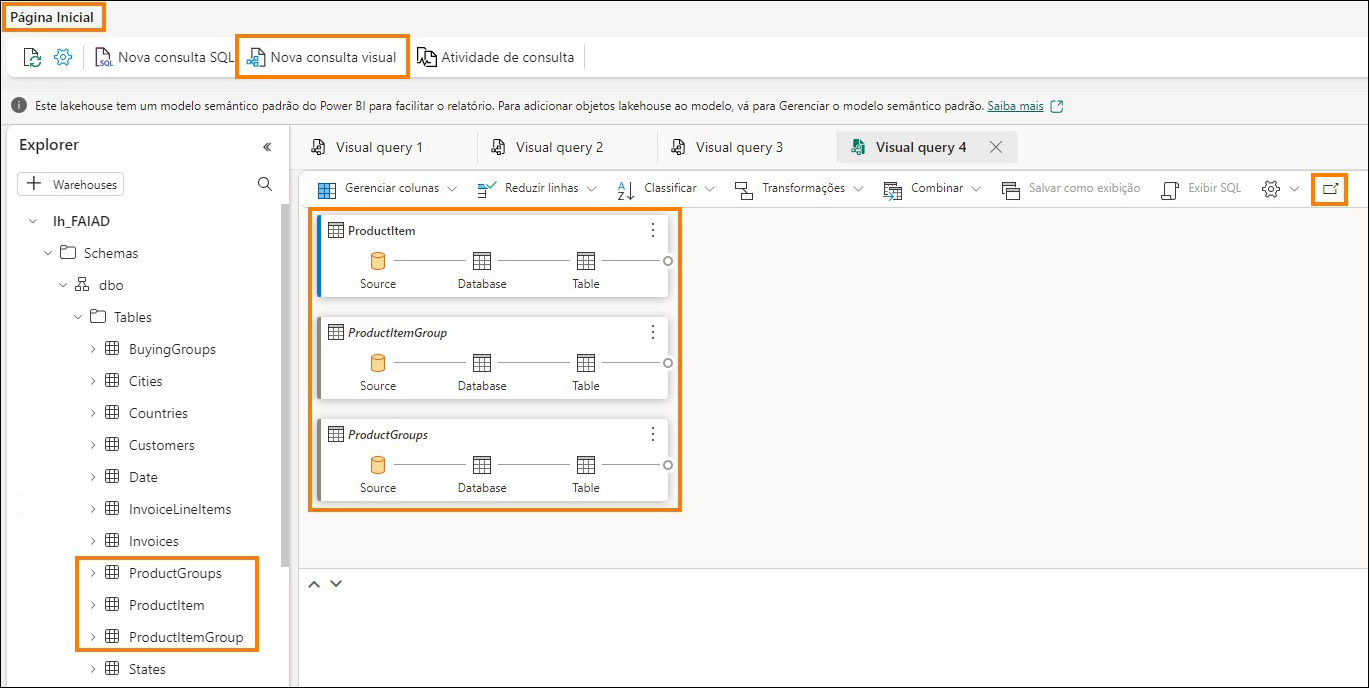 Página Inicial
Nova consulta SQL
Nova consulta visual
Atividade de consulta
Este lakehouse tem um modelo semântico padrão do Power BI para facilitar o relatório. Para adicionar objetos lakehouse ao modelo, vá para Gerenciar o modelo semântico padrão. Saiba mais
Explorer
Warehouses
lh_FAIAD
Schemas
dbo
Tables
BuyingGroups
Cities
Countries
Customers
Date
InvoiceLineItems
Invoices
ProductGroups
ProductItem
ProductItemGroup
States
Visual query 1
Visual query 2
Visual query 3
Visual query 4
Gerenciar colunas
Reduzir linhas
Classificar
Transformações
Combinar
Salvar como exibição
Exibir SQL
ProductItem
Source
Database
Table
ProductItemGroup
Source
Database
Table
ProductGroups
Source
Database
Table